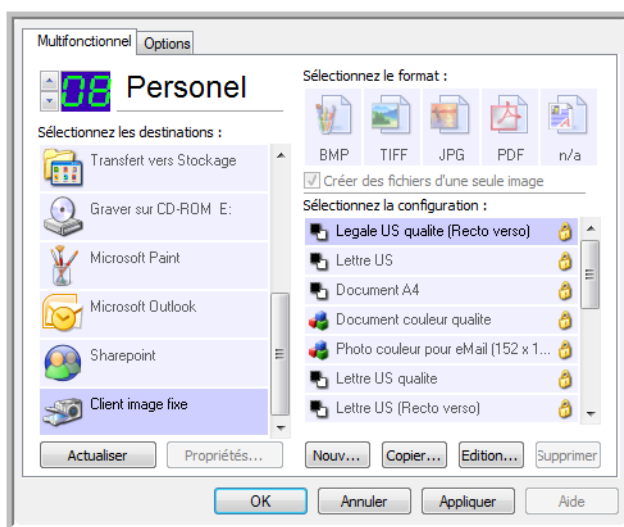 Multifonctionnel
Options
08
Personel
Sélectionnez les destinations :
Transfert vers Stockage
Graver sur CD-ROM E:
Microsoft Paint
Microsoft Outlook
Sharepoint
Client image fixe
Actualiser
Propriétés...
Sélectionnez le format :
BMP TIFF JPG PDF n/a
Créer des fichiers d'une seule image
Sélectionnez la configuration :
Legale US qualite (Recto verso)
Lettre US
Document A4
Document couleur qualite
Photo couleur pour eMail (152 x 1...
Lettre US qualite
Lettre US (Recto verso)
Nouv... Copier... Edition... Supprimer
OK Annuler Appliquer Aide